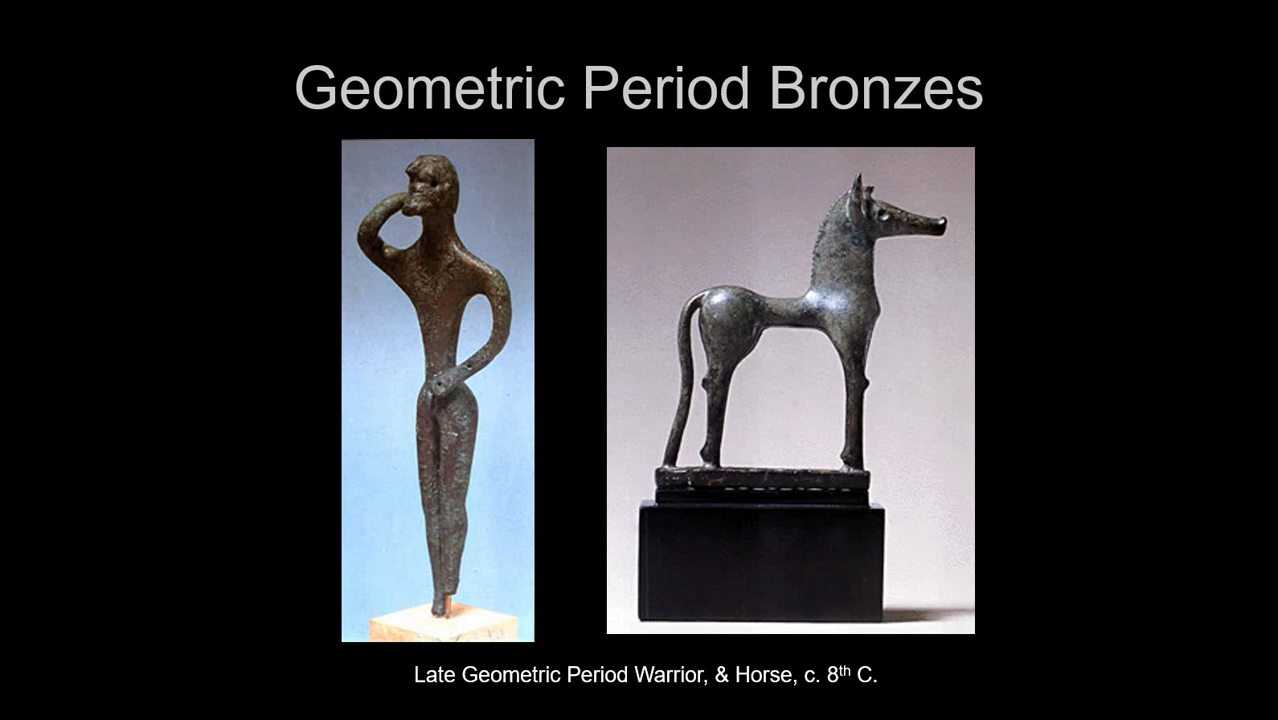 Geometric Period Bronzes
Late Geometric Period Warrior, & Horse, c. 8th C.